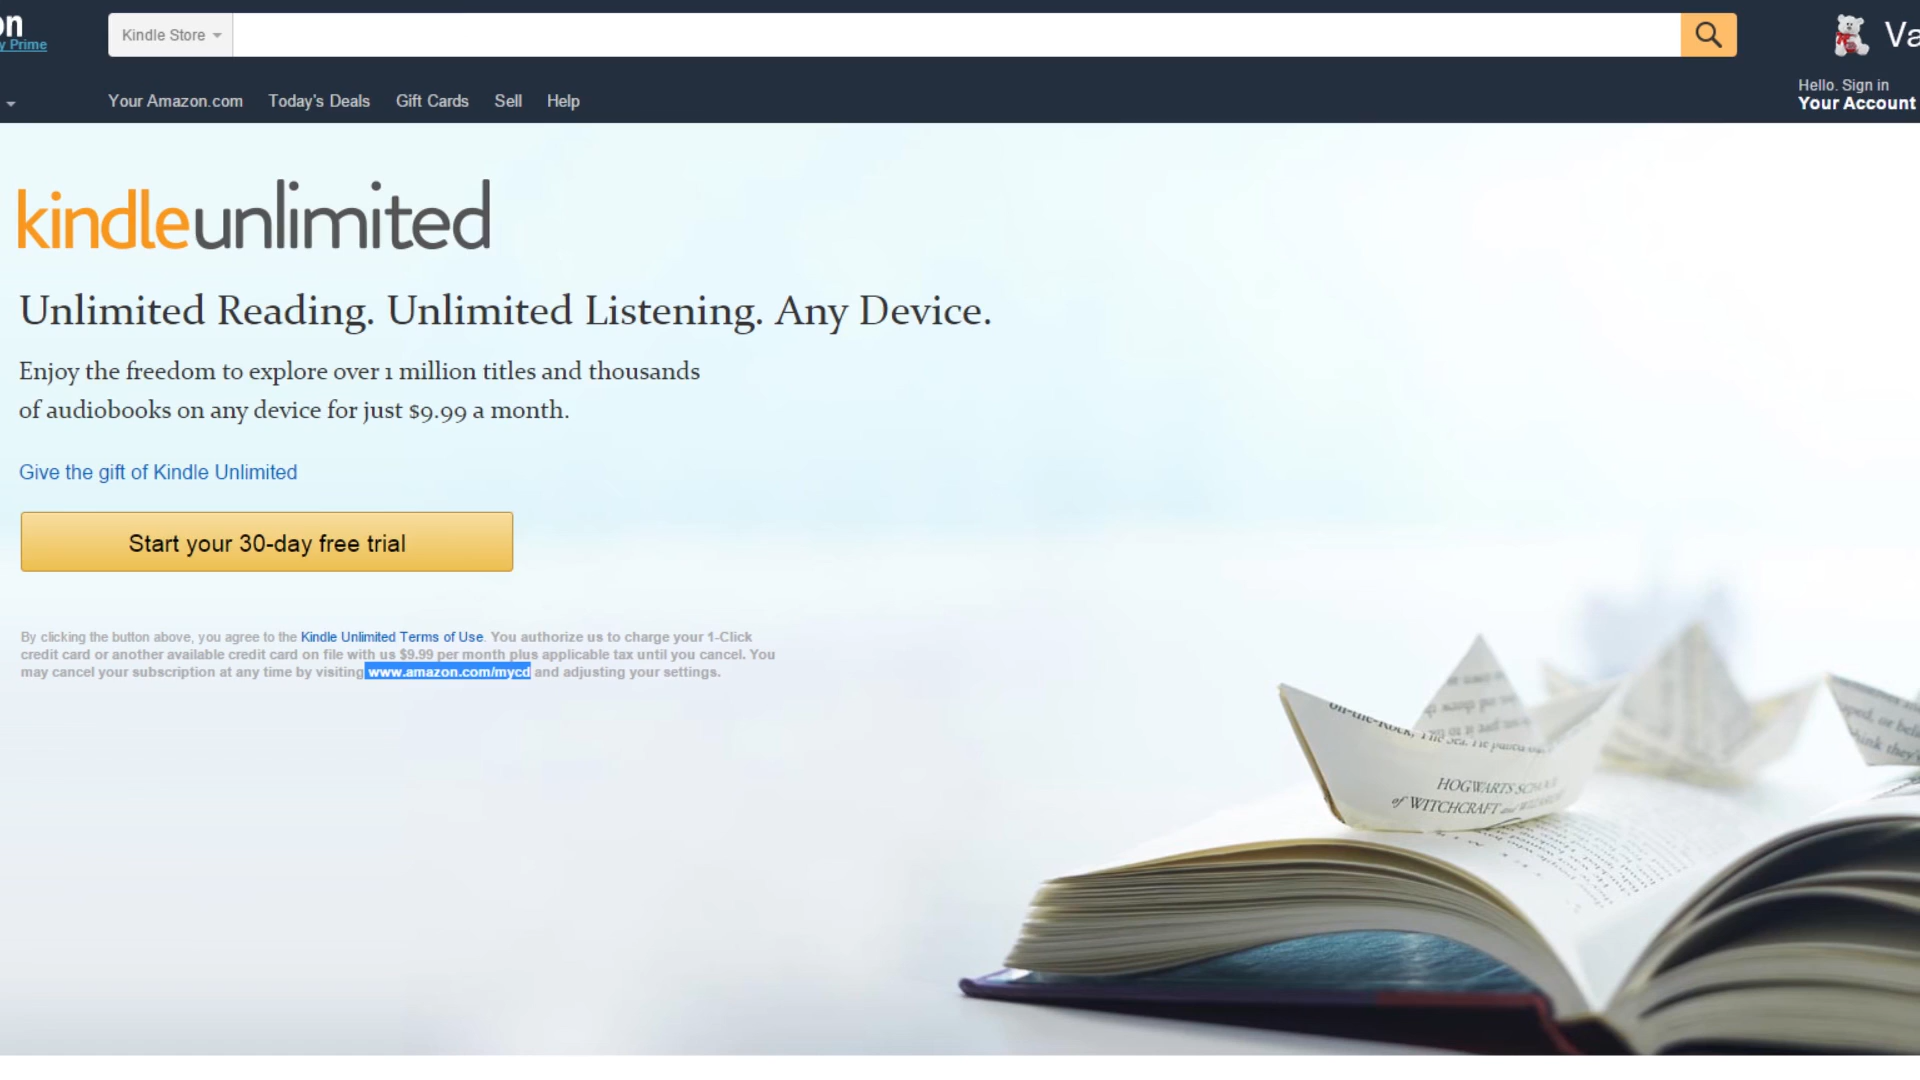 on
y Prime
Kindle Store
Va
Your Amazon.com Today's Deals Gift Cards Sell Help
Hello. Sign in
Your Account
kindleunlimited
Unlimited Reading. Unlimited Listening. Any Device.
Enjoy the freedom to explore over 1 million titles and thousands
of audiobooks on any device for just $9.99 a month.
Give the gift of Kindle Unlimited
Start your 30-day free trial
By clicking the button above, you agree to the Kindle Unlimited Terms of Use. You authorize us to charge your 1-Click
credit card or another available credit card on file with us $9.99 per month plus applicable tax until you cancel. You
may cancel your subscription at any time by visiting www.amazon.com/mycd and adjusting your settings.
HOGWARTS
of WITCHCRAFT and